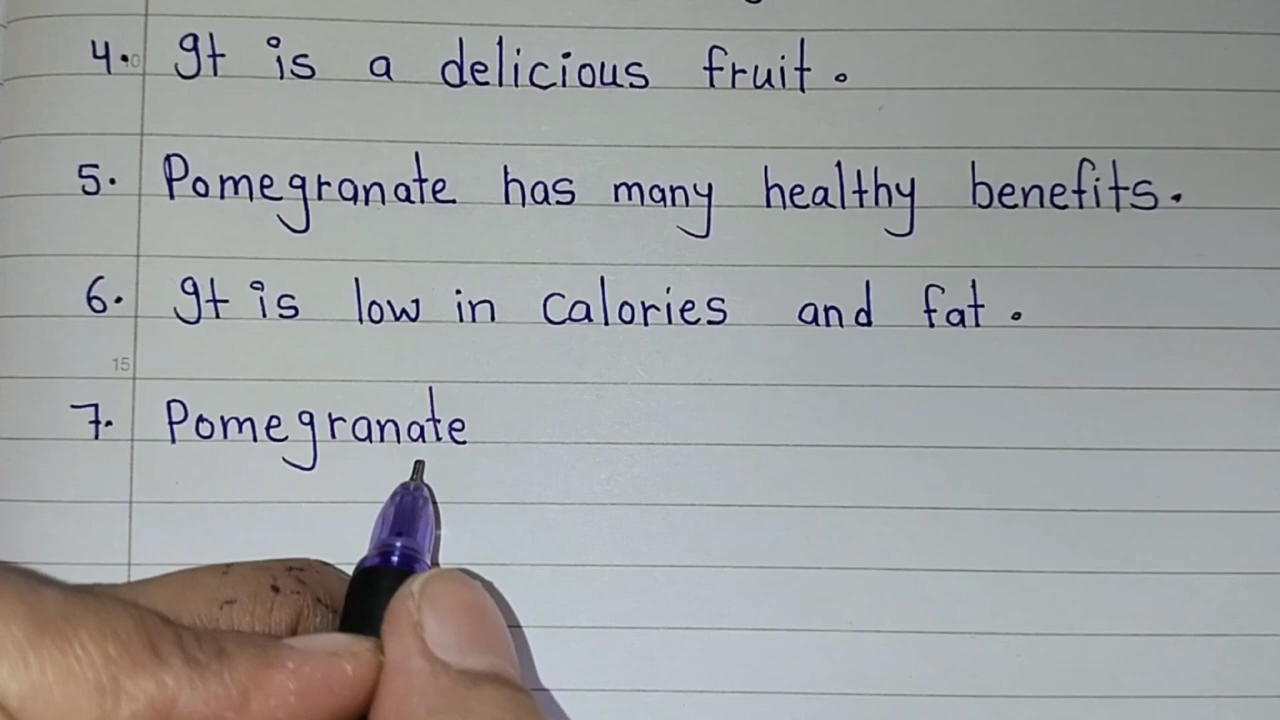 4. It is a delicious fruit.
5. Pomegranate has many healthy benefits.
6. It is low in calories and fat.
15
7. Pomegranate